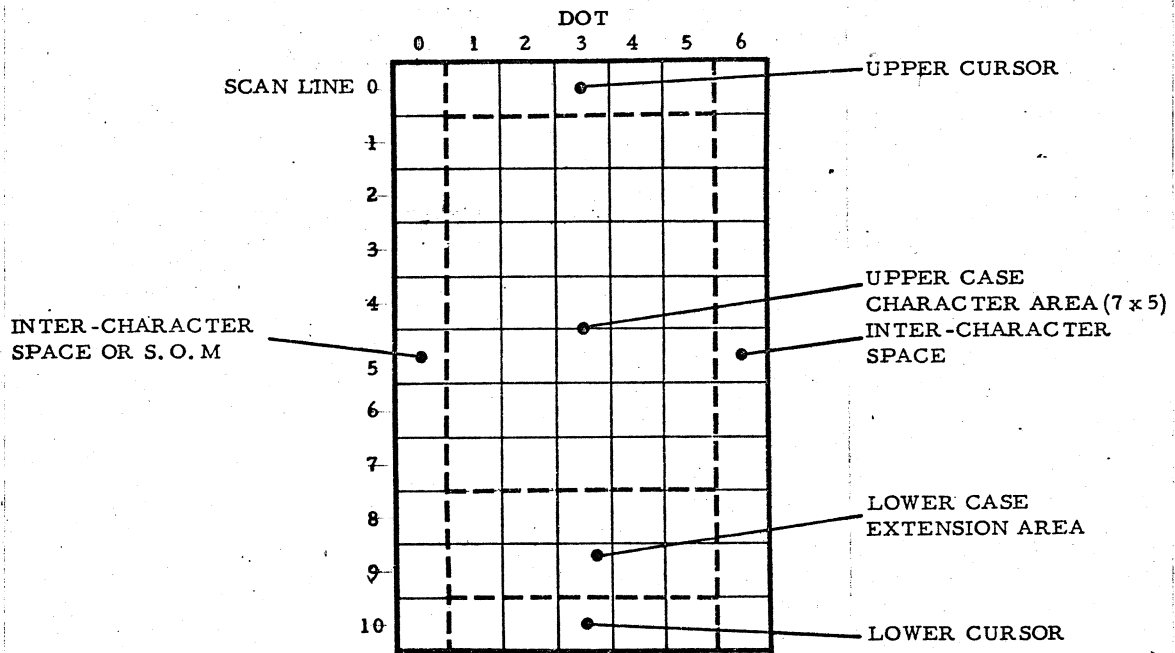 DOT
0 1 2 3 4 5 6
SCAN LINE 0
UPPER CURSOR
1
2
3
4
UPPER CASE
CHARACTER AREA (7 x 5)
INTER-CHARACTER
SPACE OR S.O.M
INTER-CHARACTER
SPACE
5
6
7
8
LOWER CASE
EXTENSION AREA
9
10
LOWER CURSOR